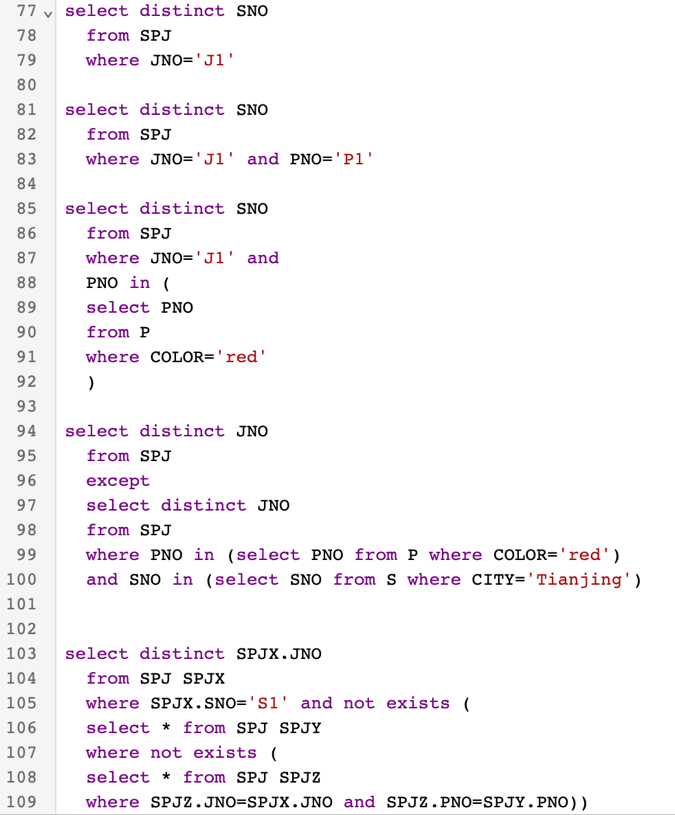 77 select distinct SNO
78 from SPJ
79 where JNO='J1'
80
81 select distinct SNO
82 from SPJ
83 where JNO='J1' and PNO='P1'
84
85 select distinct SNO
86 from SPJ
87 where JNO='J1' and
88 PNO in (
89 select PNO
90 from P
91 where COLOR='red'
92 )
93
94 select distinct JNO
95 from SPJ
96 except
97 select distinct JNO
98 from SPJ
99 where PNO in (select PNO from P where COLOR='red')
100 and SNO in (select SNO from S where CITY='Tianjing')
101
102
103 select distinct SPJX.JNO
104 from SPJ SPJX
105 where SPJX.SNO='S1' and not exists (
106 select * from SPJ SPJY
107 where not exists (
108 select * from SPJ SPJZ
109 where SPJZ.JNO=SPJX.JNO and SPJZ.PNO=SPJY.PNO))